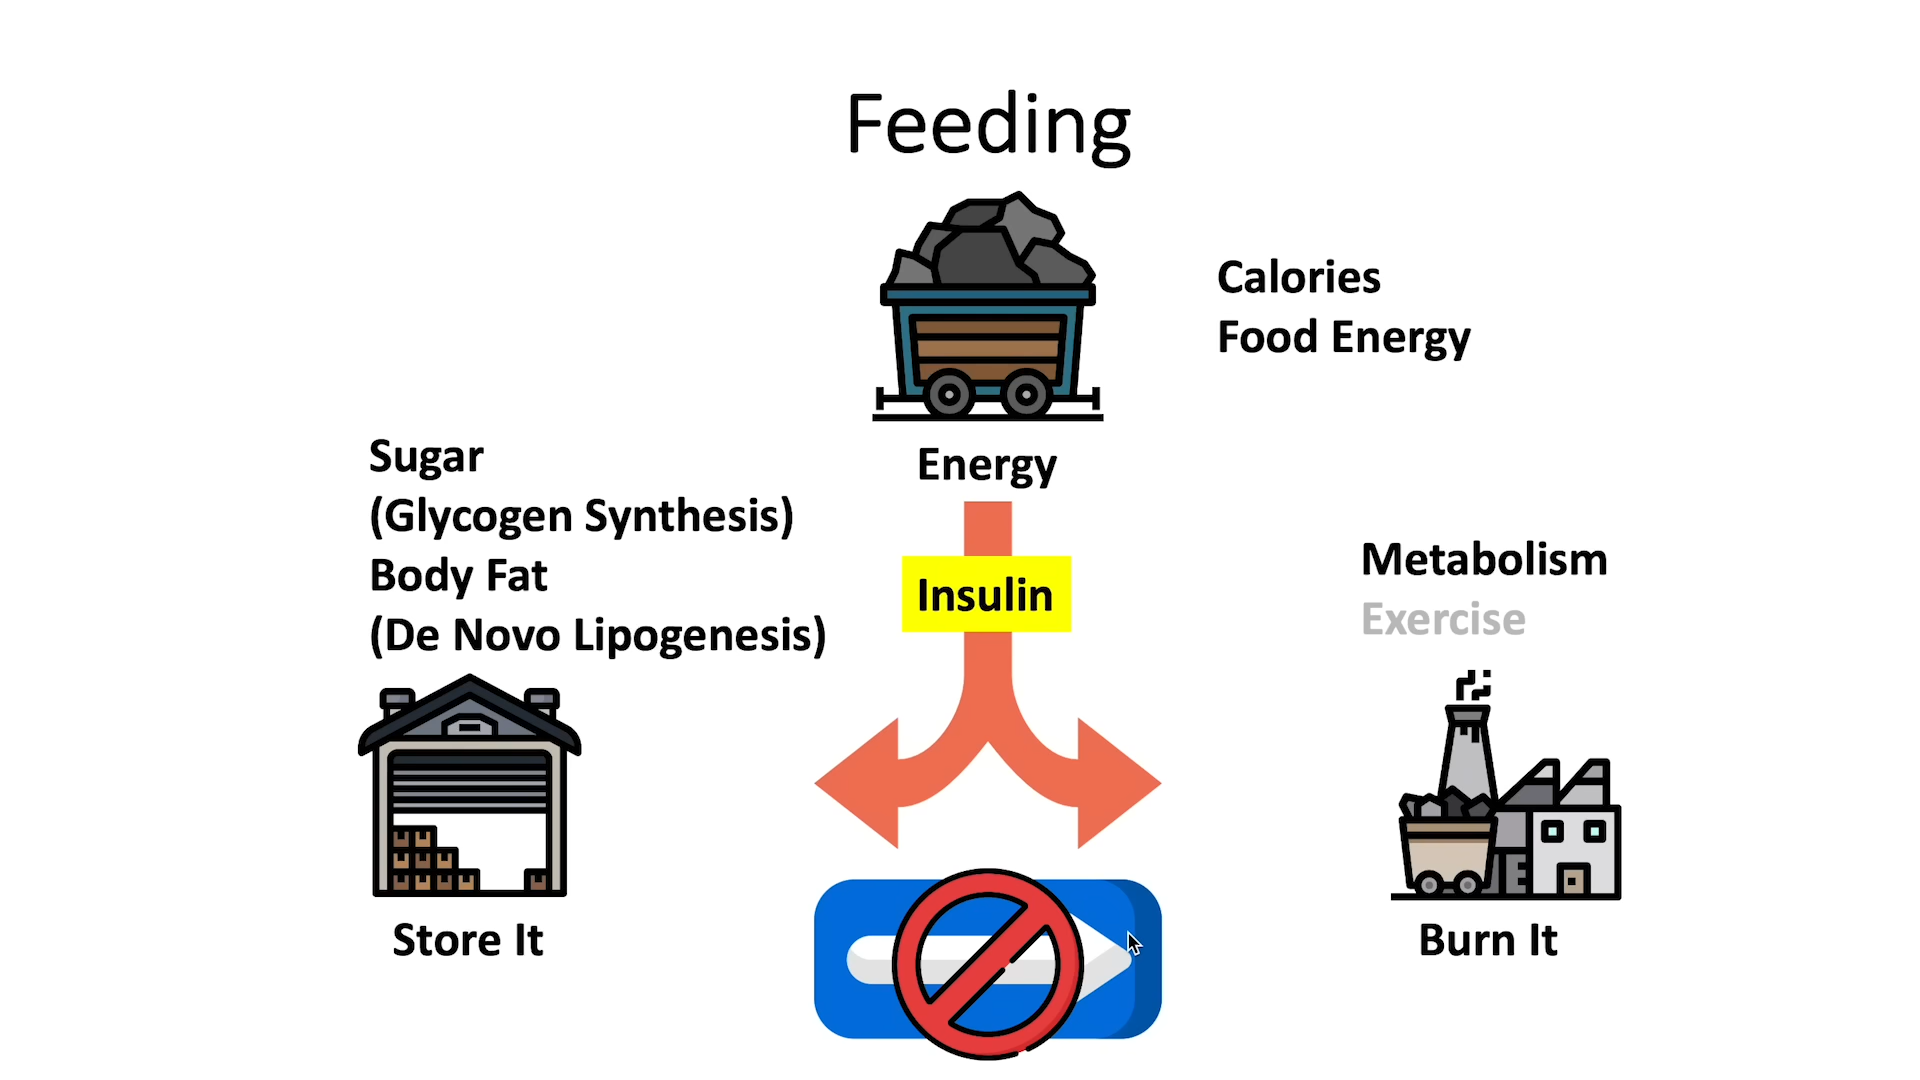 Feeding
Calories
Food Energy
Energy
Sugar
(Glycogen Synthesis)
Body Fat
(De Novo Lipogenesis)
Insulin
Metabolism
Exercise
Store It
Burn It